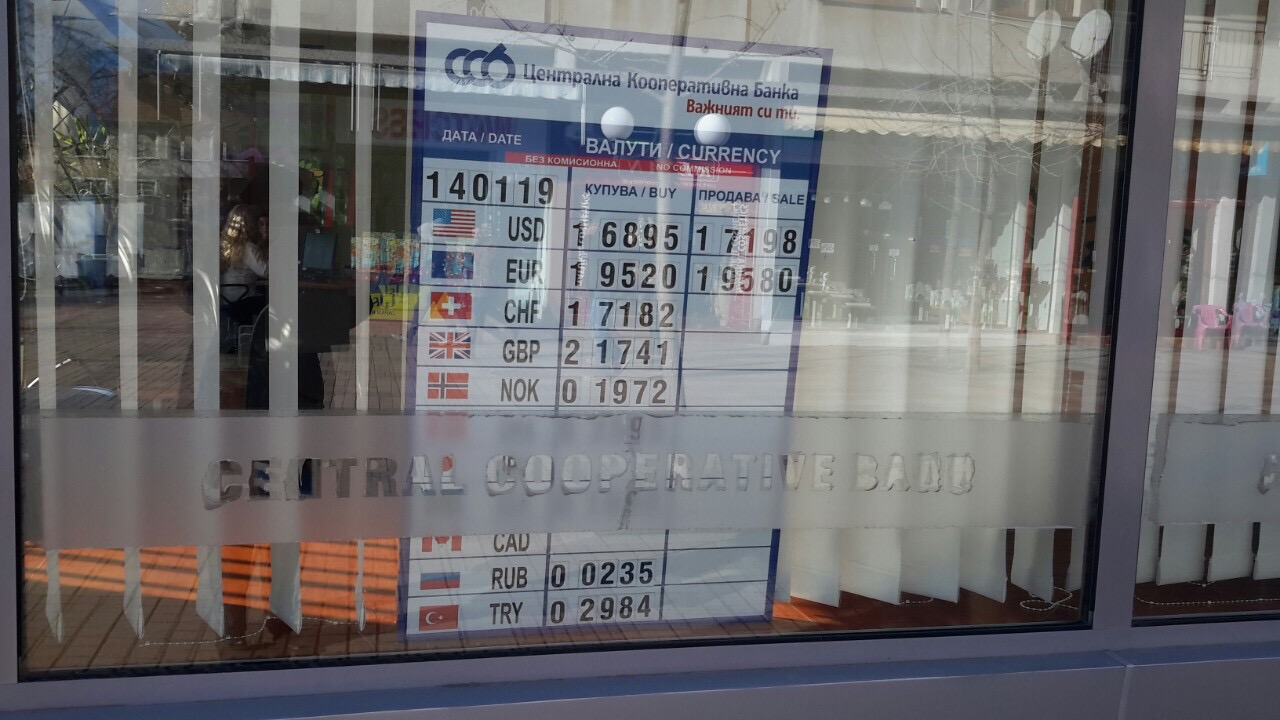 ссб Централна Кооперативна Банка
Важният си ти.
ДАТА / DATE
ВАЛУТИ / CURRENCY
БЕЗ КОМИСИОННА
NO COMMISSION
140119
КУПУВА / BUY
ПРОДАВА / SALE
USD 1 6895 1 7198
EUR 1 9520 1 9580
CHF 1 7182
GBP 2 1741
NOK 0 1972
CENTRAL COOPERATIVE
CAD
RUB 0 0235
TRY 0 2984